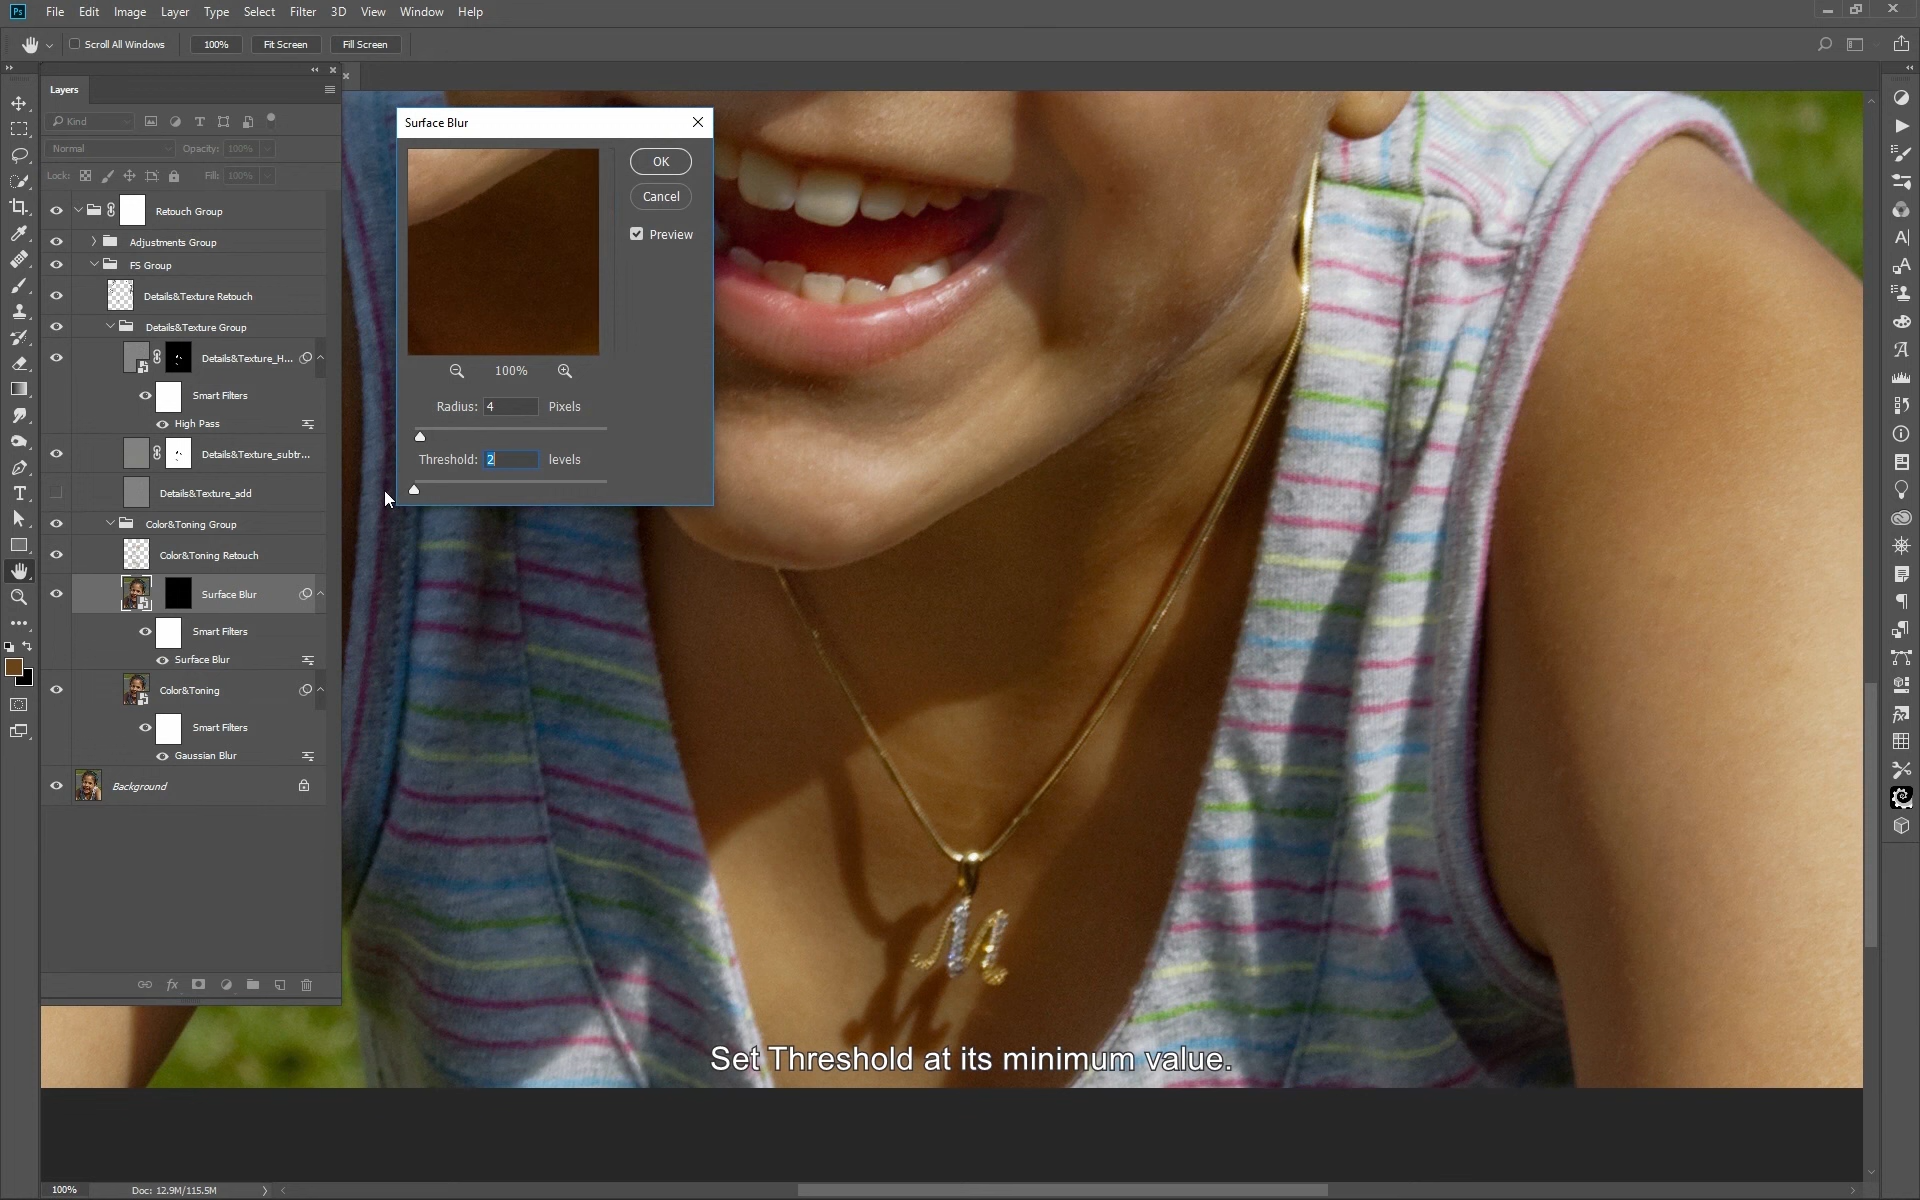 Ps File Edit Image Layer Type Select Filter 3D View Window Help
Scroll All Windows 100% Fit Screen Fill Screen
Layers
Kind
Normal Opacity: 100%
Lock: Fill: 100%
Retouch Group
Adjustments Group
FS Group
Details&Texture Retouch
Details&Texture Group
Details&Texture_H...
Smart Filters
High Pass
Details&Texture_subtr...
Details&Texture_add
Color&Toning Group
Color&Toning Retouch
Surface Blur
Smart Filters
Surface Blur
Color&Toning
Smart Filters
Gaussian Blur
Background
Surface Blur
OK
Cancel
Preview
100%
Radius: 4 Pixels
Threshold: 2 levels
Set Threshold at its minimum value.
100% Doc: 12.9M/115.5M